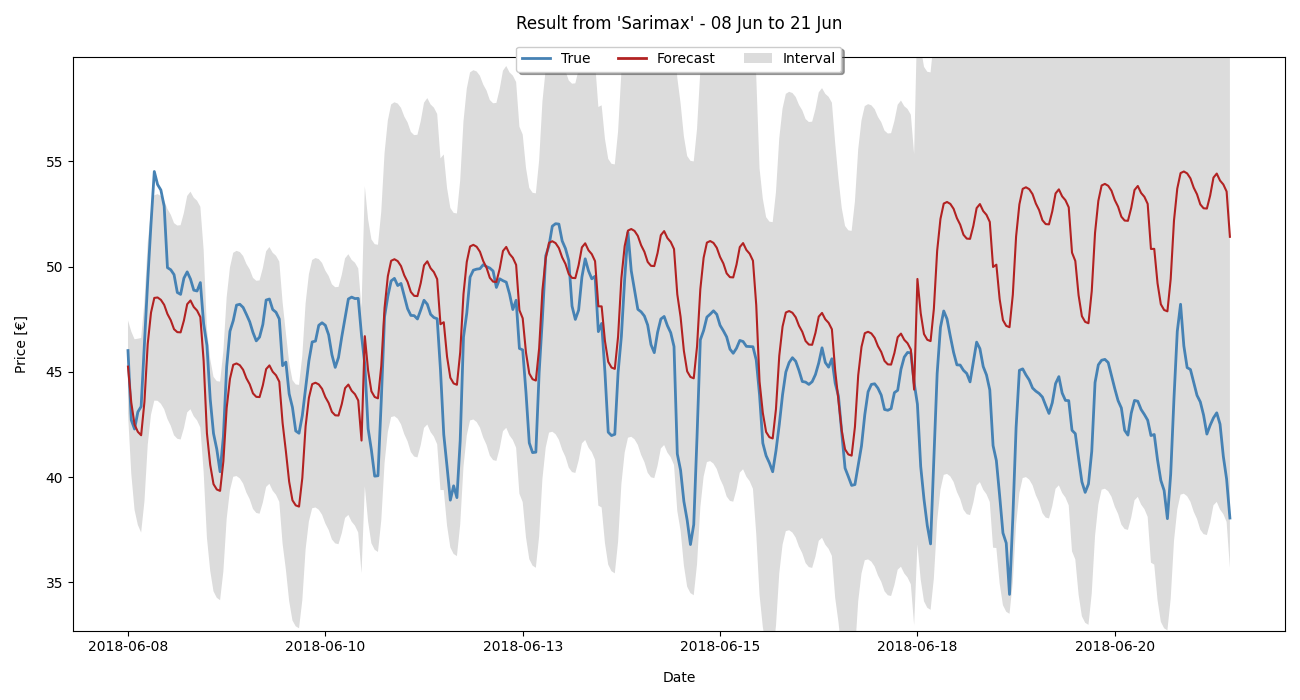 Result from 'Sarimax' - 08 Jun to 21 Jun
True Forecast Interval
Price [€]
55
50
45
40
35
2018-06-08 2018-06-10 2018-06-13 2018-06-15 2018-06-18 2018-06-20
Date